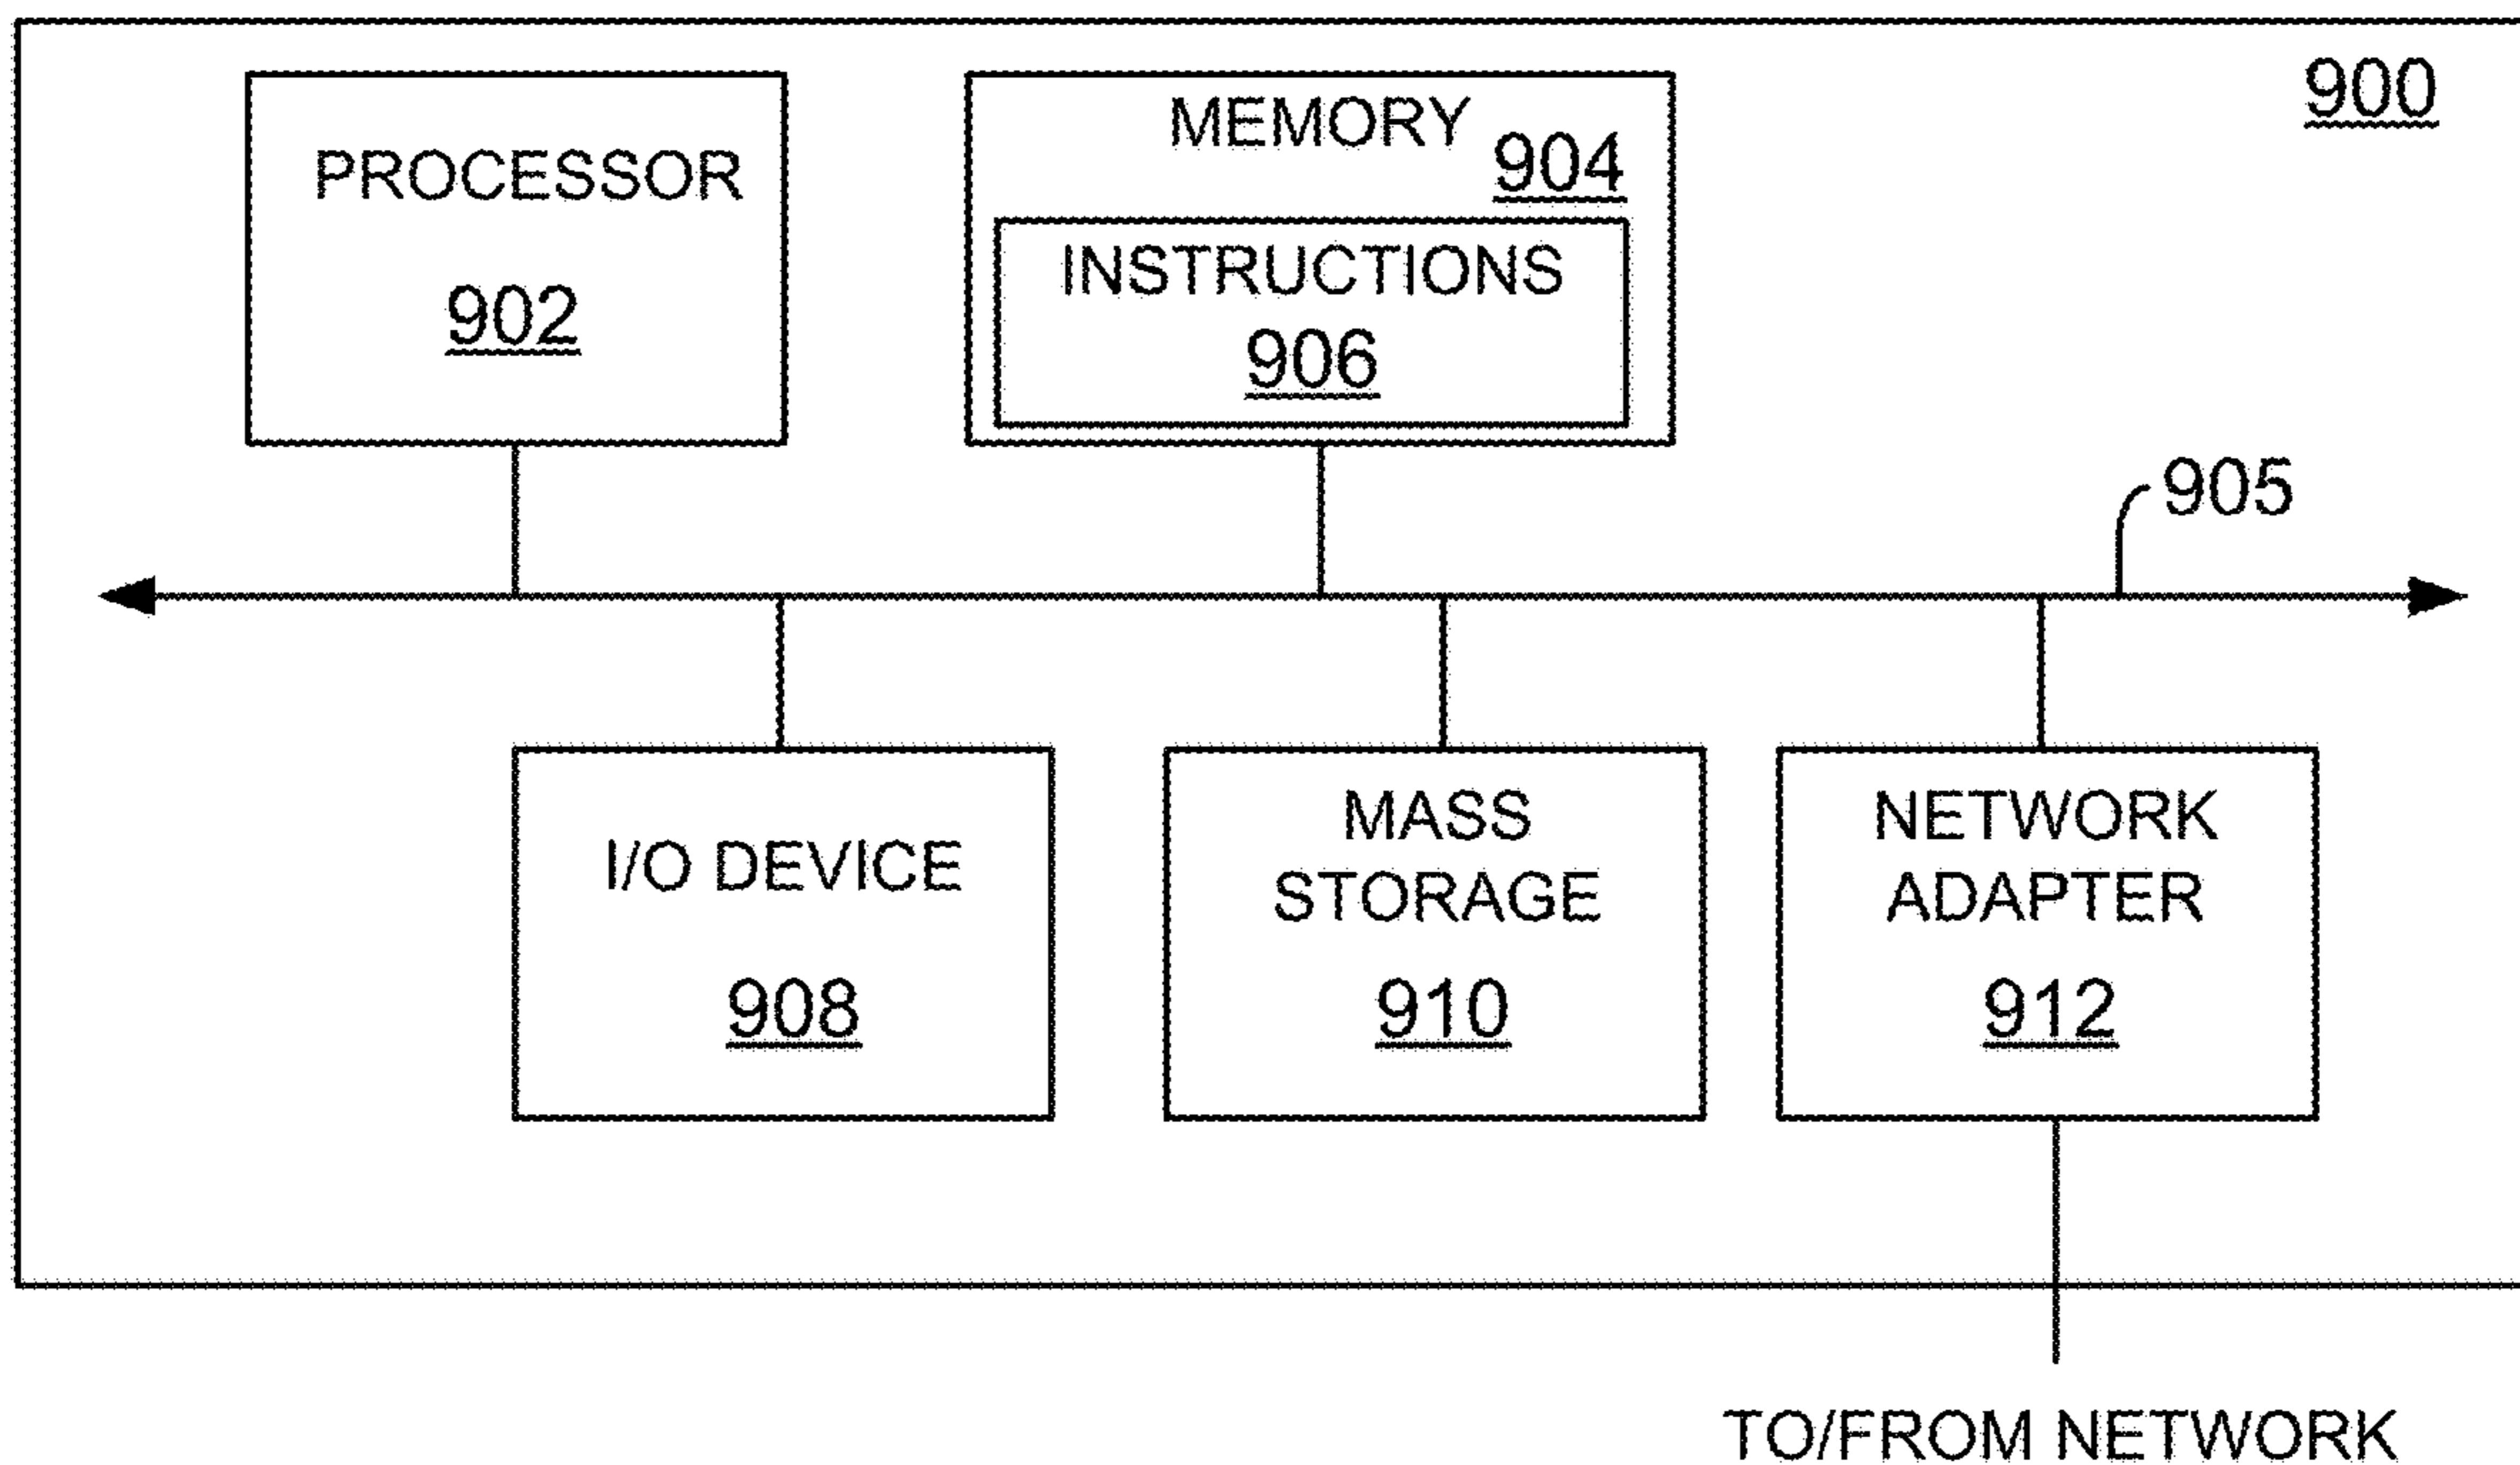 900
PROCESSOR
902
MEMORY
904
INSTRUCTIONS
906
905
I/O DEVICE
908
MASS
STORAGE
910
NETWORK
ADAPTER
912
TO/FROM NETWORK